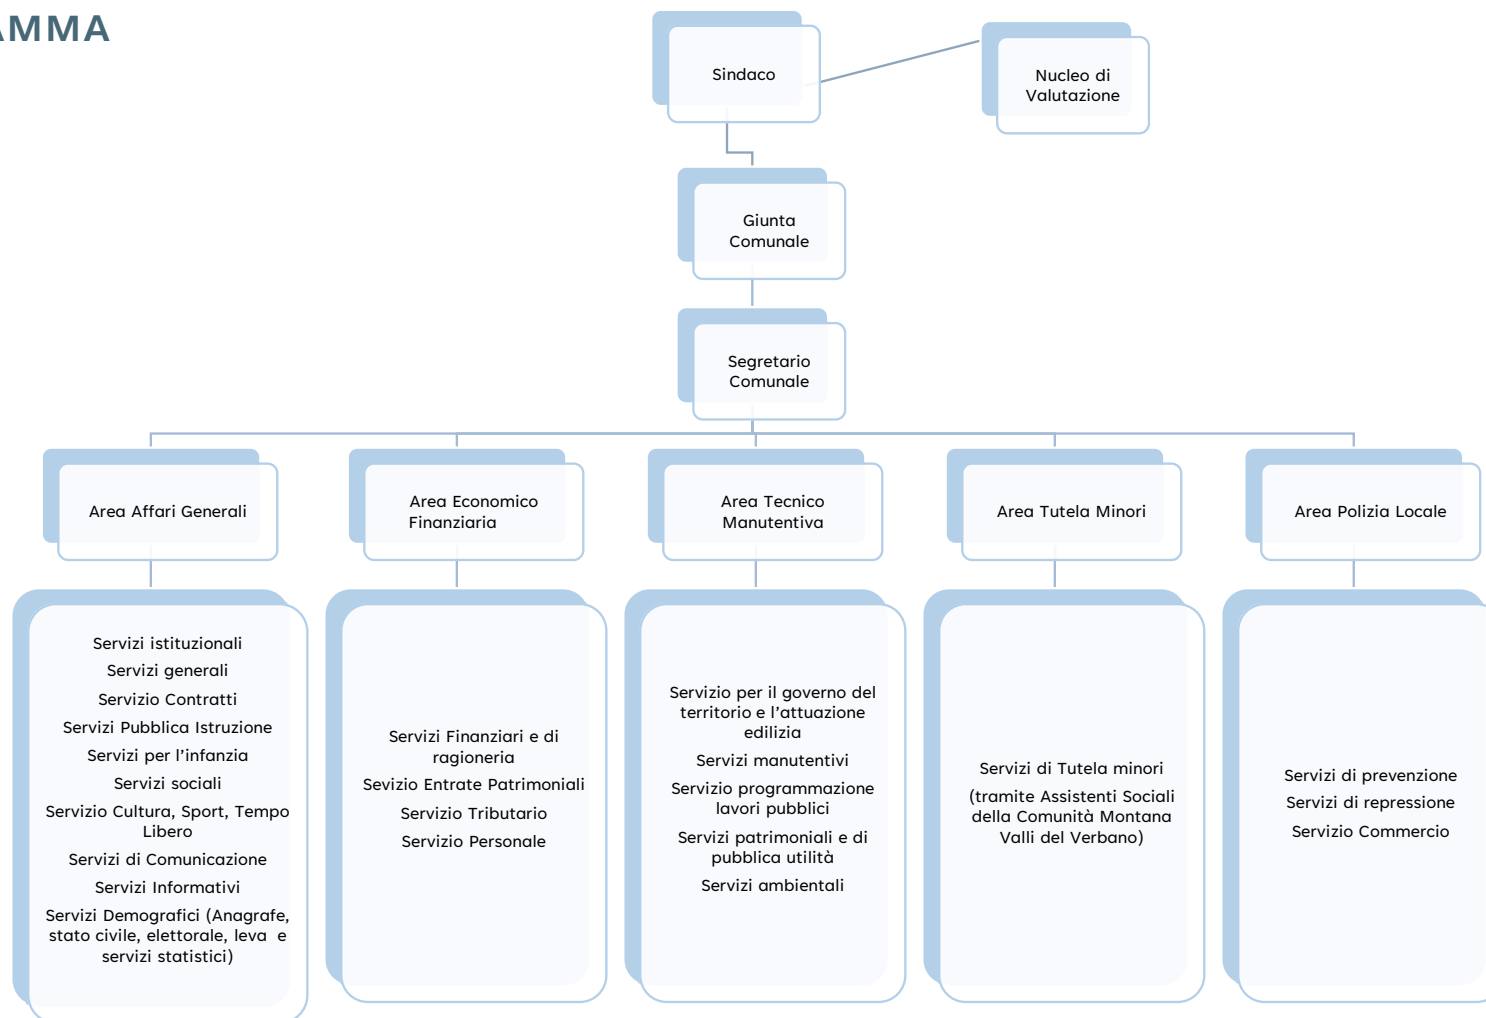 AMMA
Sindaco
Nucleo di
Valutazione
Giunta
Comunale
Segretario
Comunale
Area Affari Generali
Area Economico
Finanziaria
Area Tecnico
Manutentiva
Area Tutela Minori
Area Polizia Locale
Servizi istituzionali
Servizi generali
Servizio Contratti
Servizi Pubblica Istruzione
Servizi per l’infanzia
Servizi sociali
Servizio Cultura, Sport, Tempo
Libero
Servizi di Comunicazione
Servizi Informativi
Servizi Demografici (Anagrafe,
stato civile, elettorale, leva e
servizi statistici)
Servizi Finanziari e di
ragioneria
Sevizio Entrate Patrimoniali
Servizio Tributario
Servizio Personale
Servizio per il governo del
territorio e l’attuazione
edilizia
Servizi manutentivi
Servizio programmazione
lavori pubblici
Servizi patrimoniali e di
pubblica utilità
Servizi ambientali
Servizi di Tutela minori
(tramite Assistenti Sociali
della Comunità Montana
Valli del Verbano)
Servizi di prevenzione
Servizi di repressione
Servizio Commercio